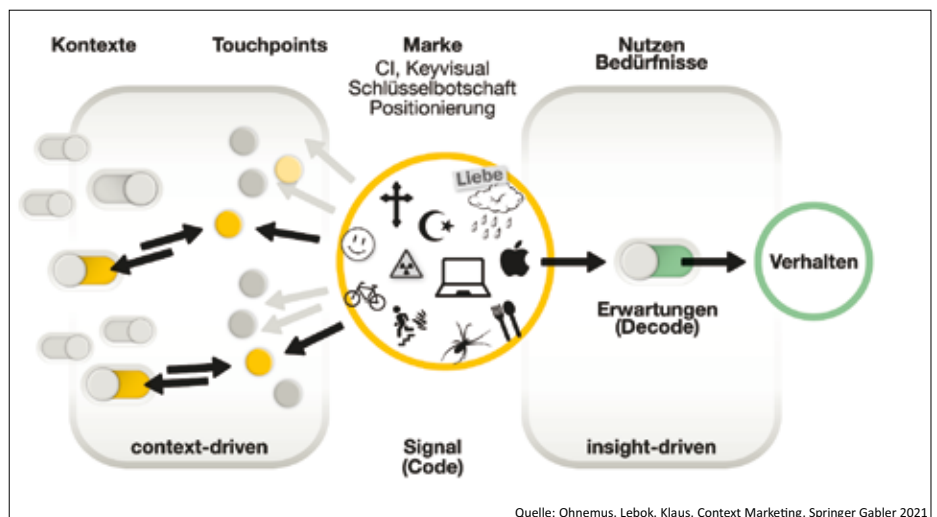 Kontexte
Touchpoints
Marke
CI, Keyvisual
Schlüsselbotschaft
Positionierung
Nutzen
Bedürfnisse
Liebe
Erwartungen
(Decode)
Verhalten
context-driven
Signal
(Code)
insight-driven
Quelle: Ohnemus, Lebok, Klaus, Context Marketing, Springer Gabler 2021